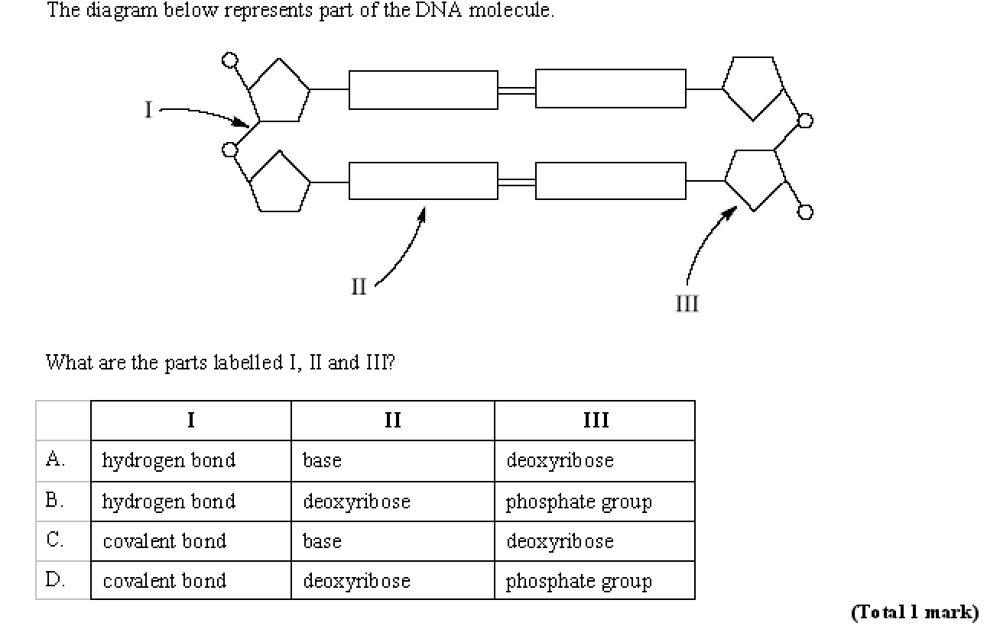 The diagram below represents part of the DNA molecule.
I
II
III
What are the parts labelled I, II and III?
I II III
A. hydrogen bond base deoxyribose
B. hydrogen bond deoxyribose phosphate group
C. covalent bond base deoxyribose
D. covalent bond deoxyribose phosphate group
(Total 1 mark)